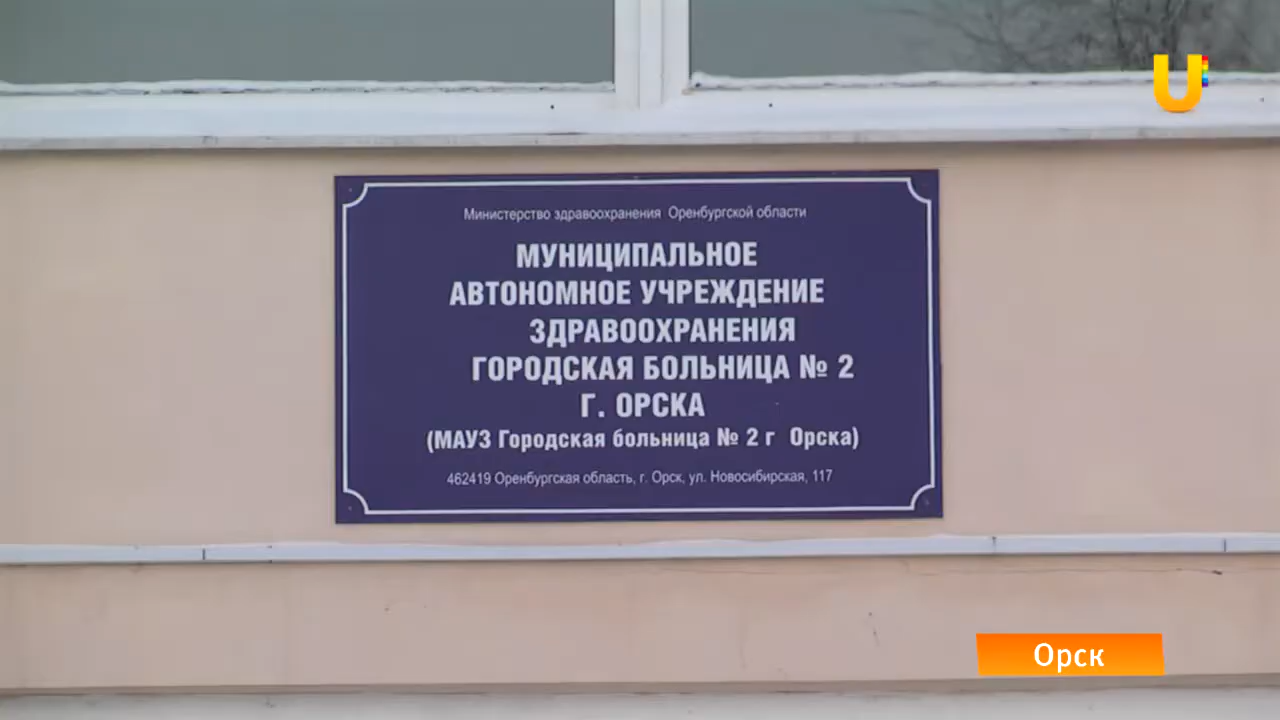 U
Министерство здравоохранения Оренбургской области
МУНИЦИПАЛЬНОЕ
АВТОНОМНОЕ УЧРЕЖДЕНИЕ
ЗДРАВООХРАНЕНИЯ
ГОРОДСКАЯ БОЛЬНИЦА № 2
Г. ОРСКА
(МАУЗ Городская больница № 2 г Орска)
462419 Оренбургская область, г. Орск, ул. Новосибирская, 117
Орск